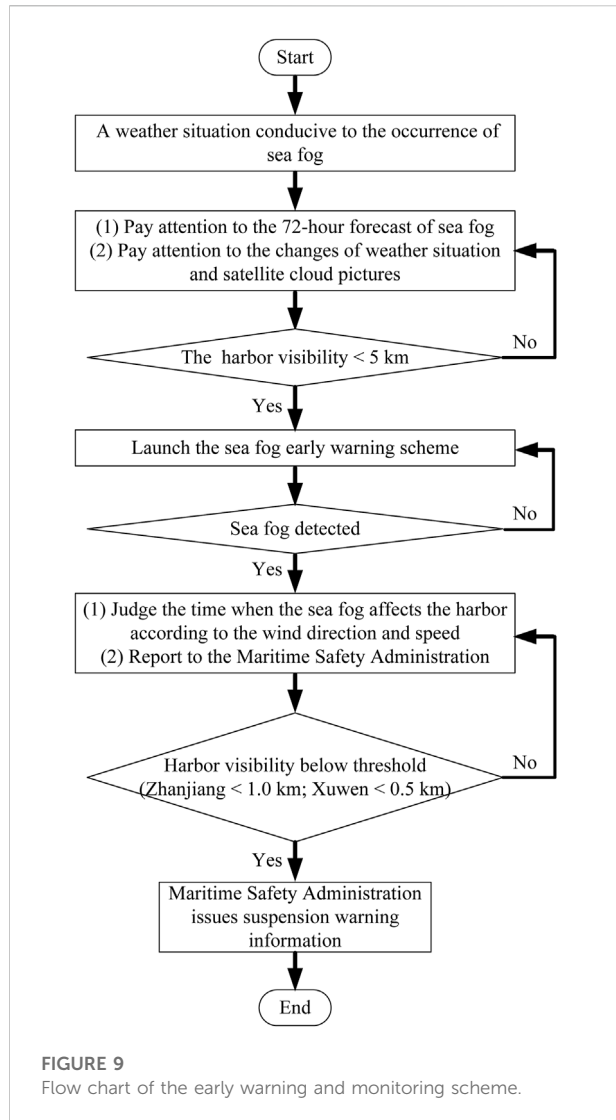 Start
A weather situation conducive to the occurrence of
sea fog
(1) Pay attention to the 72-hour forecast of sea fog
(2) Pay attention to the changes of weather situation
and satellite cloud pictures
No
The harbor visibility < 5 km
Yes
Launch the sea fog early warning scheme
No
Sea fog detected
Yes
(1) Judge the time when the sea fog affects the harbor
according to the wind direction and speed
(2) Report to the Maritime Safety Administration
No
Harbor visibility below threshold
(Zhanjiang < 1.0 km; Xuwen < 0.5 km)
Yes
Maritime Safety Administration
issues suspension warning
information
End
FIGURE 9
Flow chart of the early warning and monitoring scheme.